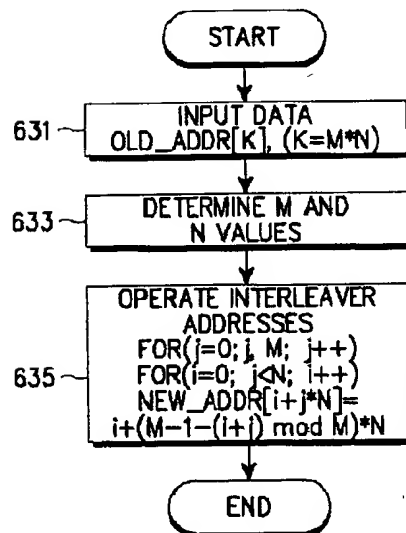 START
631
INPUT DATA
OLD_ADDR[K], (K=M*N)
633
DETERMINE M AND
N VALUES
635
OPERATE INTERLEAVER
ADDRESSES
FOR(j=0; j, M; j++)
FOR(i=0; j<N; i++)
NEW_ADDR[i+j*N]=
i+(M-1-(i+j) mod M)*N
END